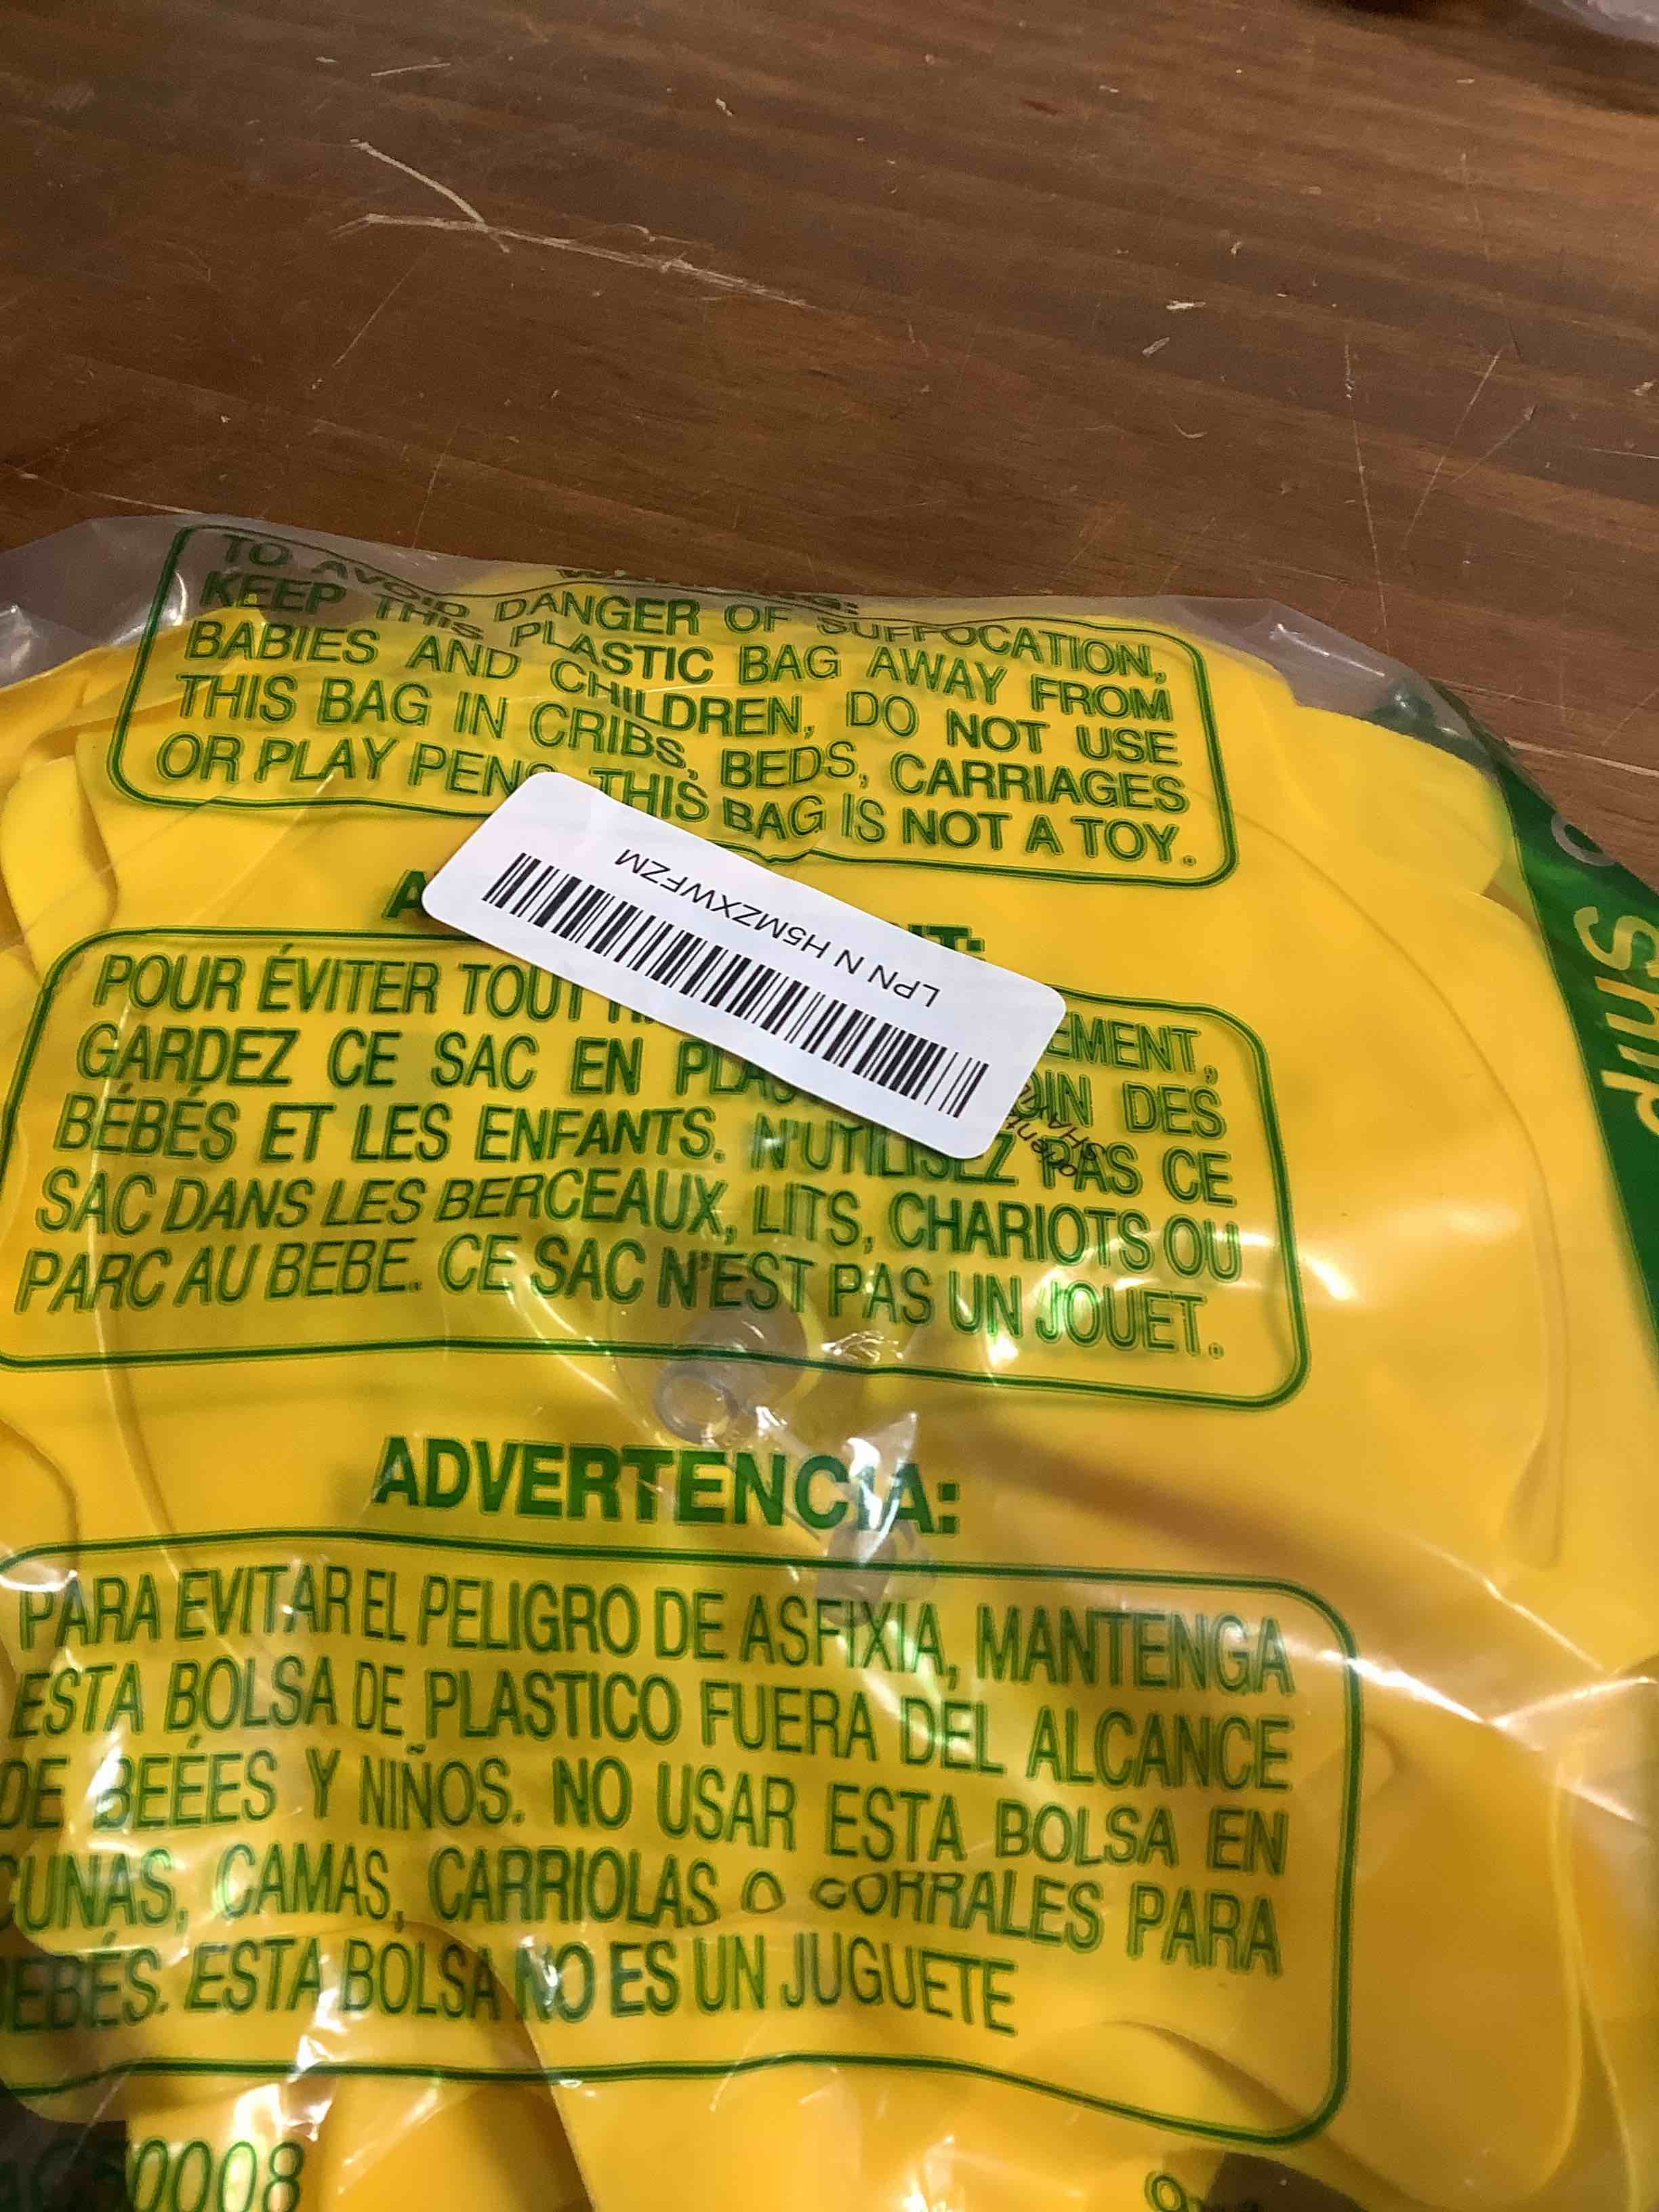 TO AVOID DANGER OF SUFFOCATION,
KEEP THIS PLASTIC BAG AWAY FROM
BABIES AND CHILDREN, DO NOT USE
THIS BAG IN CRIBS, BEDS, CARRIAGES
OR PLAY PENS THIS BAG IS NOT A TOY.
LPN N H5MZXWFZM
POUR ÉVITER TOUT EMENT,
GARDEZ CE SAC EN DES
BÉBÉS ET LES ENFANTS. N'UTILISEZ PAS CE
SAC DANS LES BERCEAUX, LITS, CHARIOTS OU
PARC AU BEBE. CE SAC N'EST PAS UN JOUET.
ADVERTENCIA:
PARA EVITAR EL PELIGRO DE ASFIXIA, MANTENGA
ESTA BOLSA DE PLASTICO FUERA DEL ALCANCE
DE BEÉES Y NIÑOS. NO USAR ESTA BOLSA EN
CUNAS, CAMAS, CARRIOLAS O CORRALES PARA
BEBÉS. ESTA BOLSA NO ES UN JUGUETE
0008
Ship